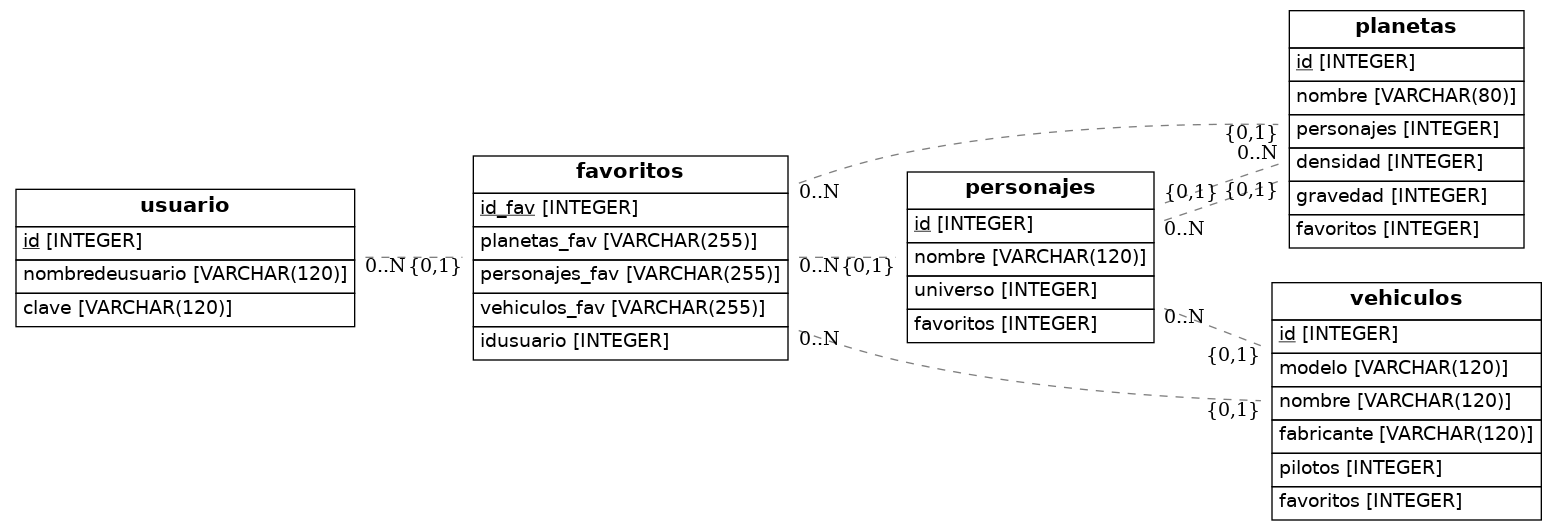 usuario
id [INTEGER]
nombredeusuario [VARCHAR(120)]
clave [VARCHAR(120)]
0..N
{0,1}
favoritos
id_fav [INTEGER]
planetas_fav [VARCHAR(255)]
personajes_fav [VARCHAR(255)]
vehiculos_fav [VARCHAR(255)]
idusuario [INTEGER]
0..N
0..N
{0,1}
0..N
personajes
id [INTEGER]
nombre [VARCHAR(120)]
universo [INTEGER]
favoritos [INTEGER]
{0,1}
0..N
{0,1}
0..N
{0,1}
0..N
{0,1}
{0,1}
planetas
id [INTEGER]
nombre [VARCHAR(80)]
personajes [INTEGER]
densidad [INTEGER]
gravedad [INTEGER]
favoritos [INTEGER]
vehiculos
id [INTEGER]
modelo [VARCHAR(120)]
nombre [VARCHAR(120)]
fabricante [VARCHAR(120)]
pilotos [INTEGER]
favoritos [INTEGER]